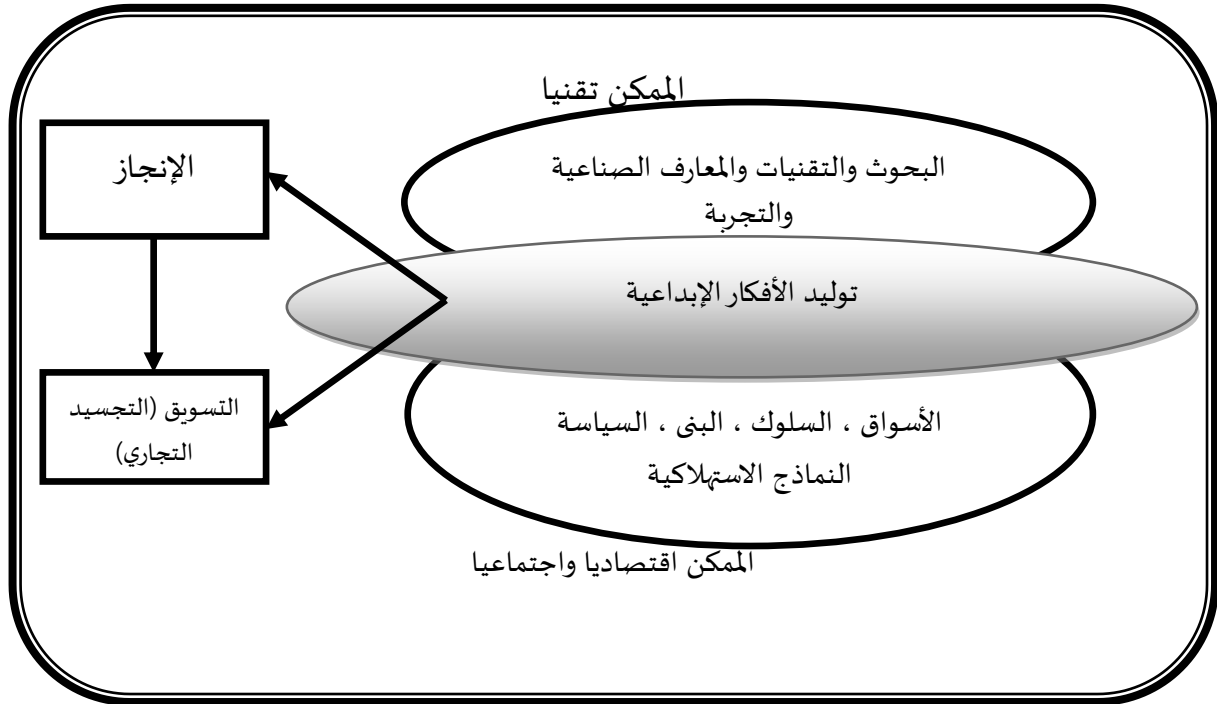 الممكن تقنيا
البحوث والتقنيات والمعارف الصناعية
والتجربة
الإنجاز
توليد الأفكار الإبداعية
التسويق (التجسيد
التجاري)
الأسواق ، السلوك ، البنى ، السياسة
النماذج الاستهلاكية
الممكن اقتصاديا واجتماعيا